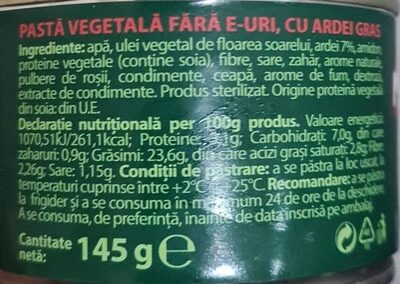 PASTĂ VEGETALĂ FĂRĂ E-URI, CU ARDEI GRAS
Ingrediente: apă, ulei vegetal de floarea soarelui, ardei 7%, amidon,
proteine vegetale (conține soia), fibre, sare, zahăr, arome naturale,
pulbere de roșii, condimente, ceapă, arome de fum, dextroză,
extracte de condimente. Produs sterilizat. Origine proteină vegetală
din soia: din U.E.
Declarație nutrițională per 100g produs. Valoare energetică:
1070,51kJ/261,1kcal; Proteine: 3,1g; Carbohidrați: 7,0g, din care
zaharuri: 0,9g; Grăsimi: 23,6g, din care acizi grași saturați: 2,8g; Fibre:
2,26g; Sare: 1,15g. Condiții de păstrare: a se păstra la loc uscat, la
temperaturi cuprinse între +2°C - +25°C. Recomandare: a se păstra
la frigider și a se consuma în maximum 24 de ore de la deschidere.
A se consuma, de preferință, înainte de data înscrisă pe ambalaj.
Cantitate
netă: 145 g e